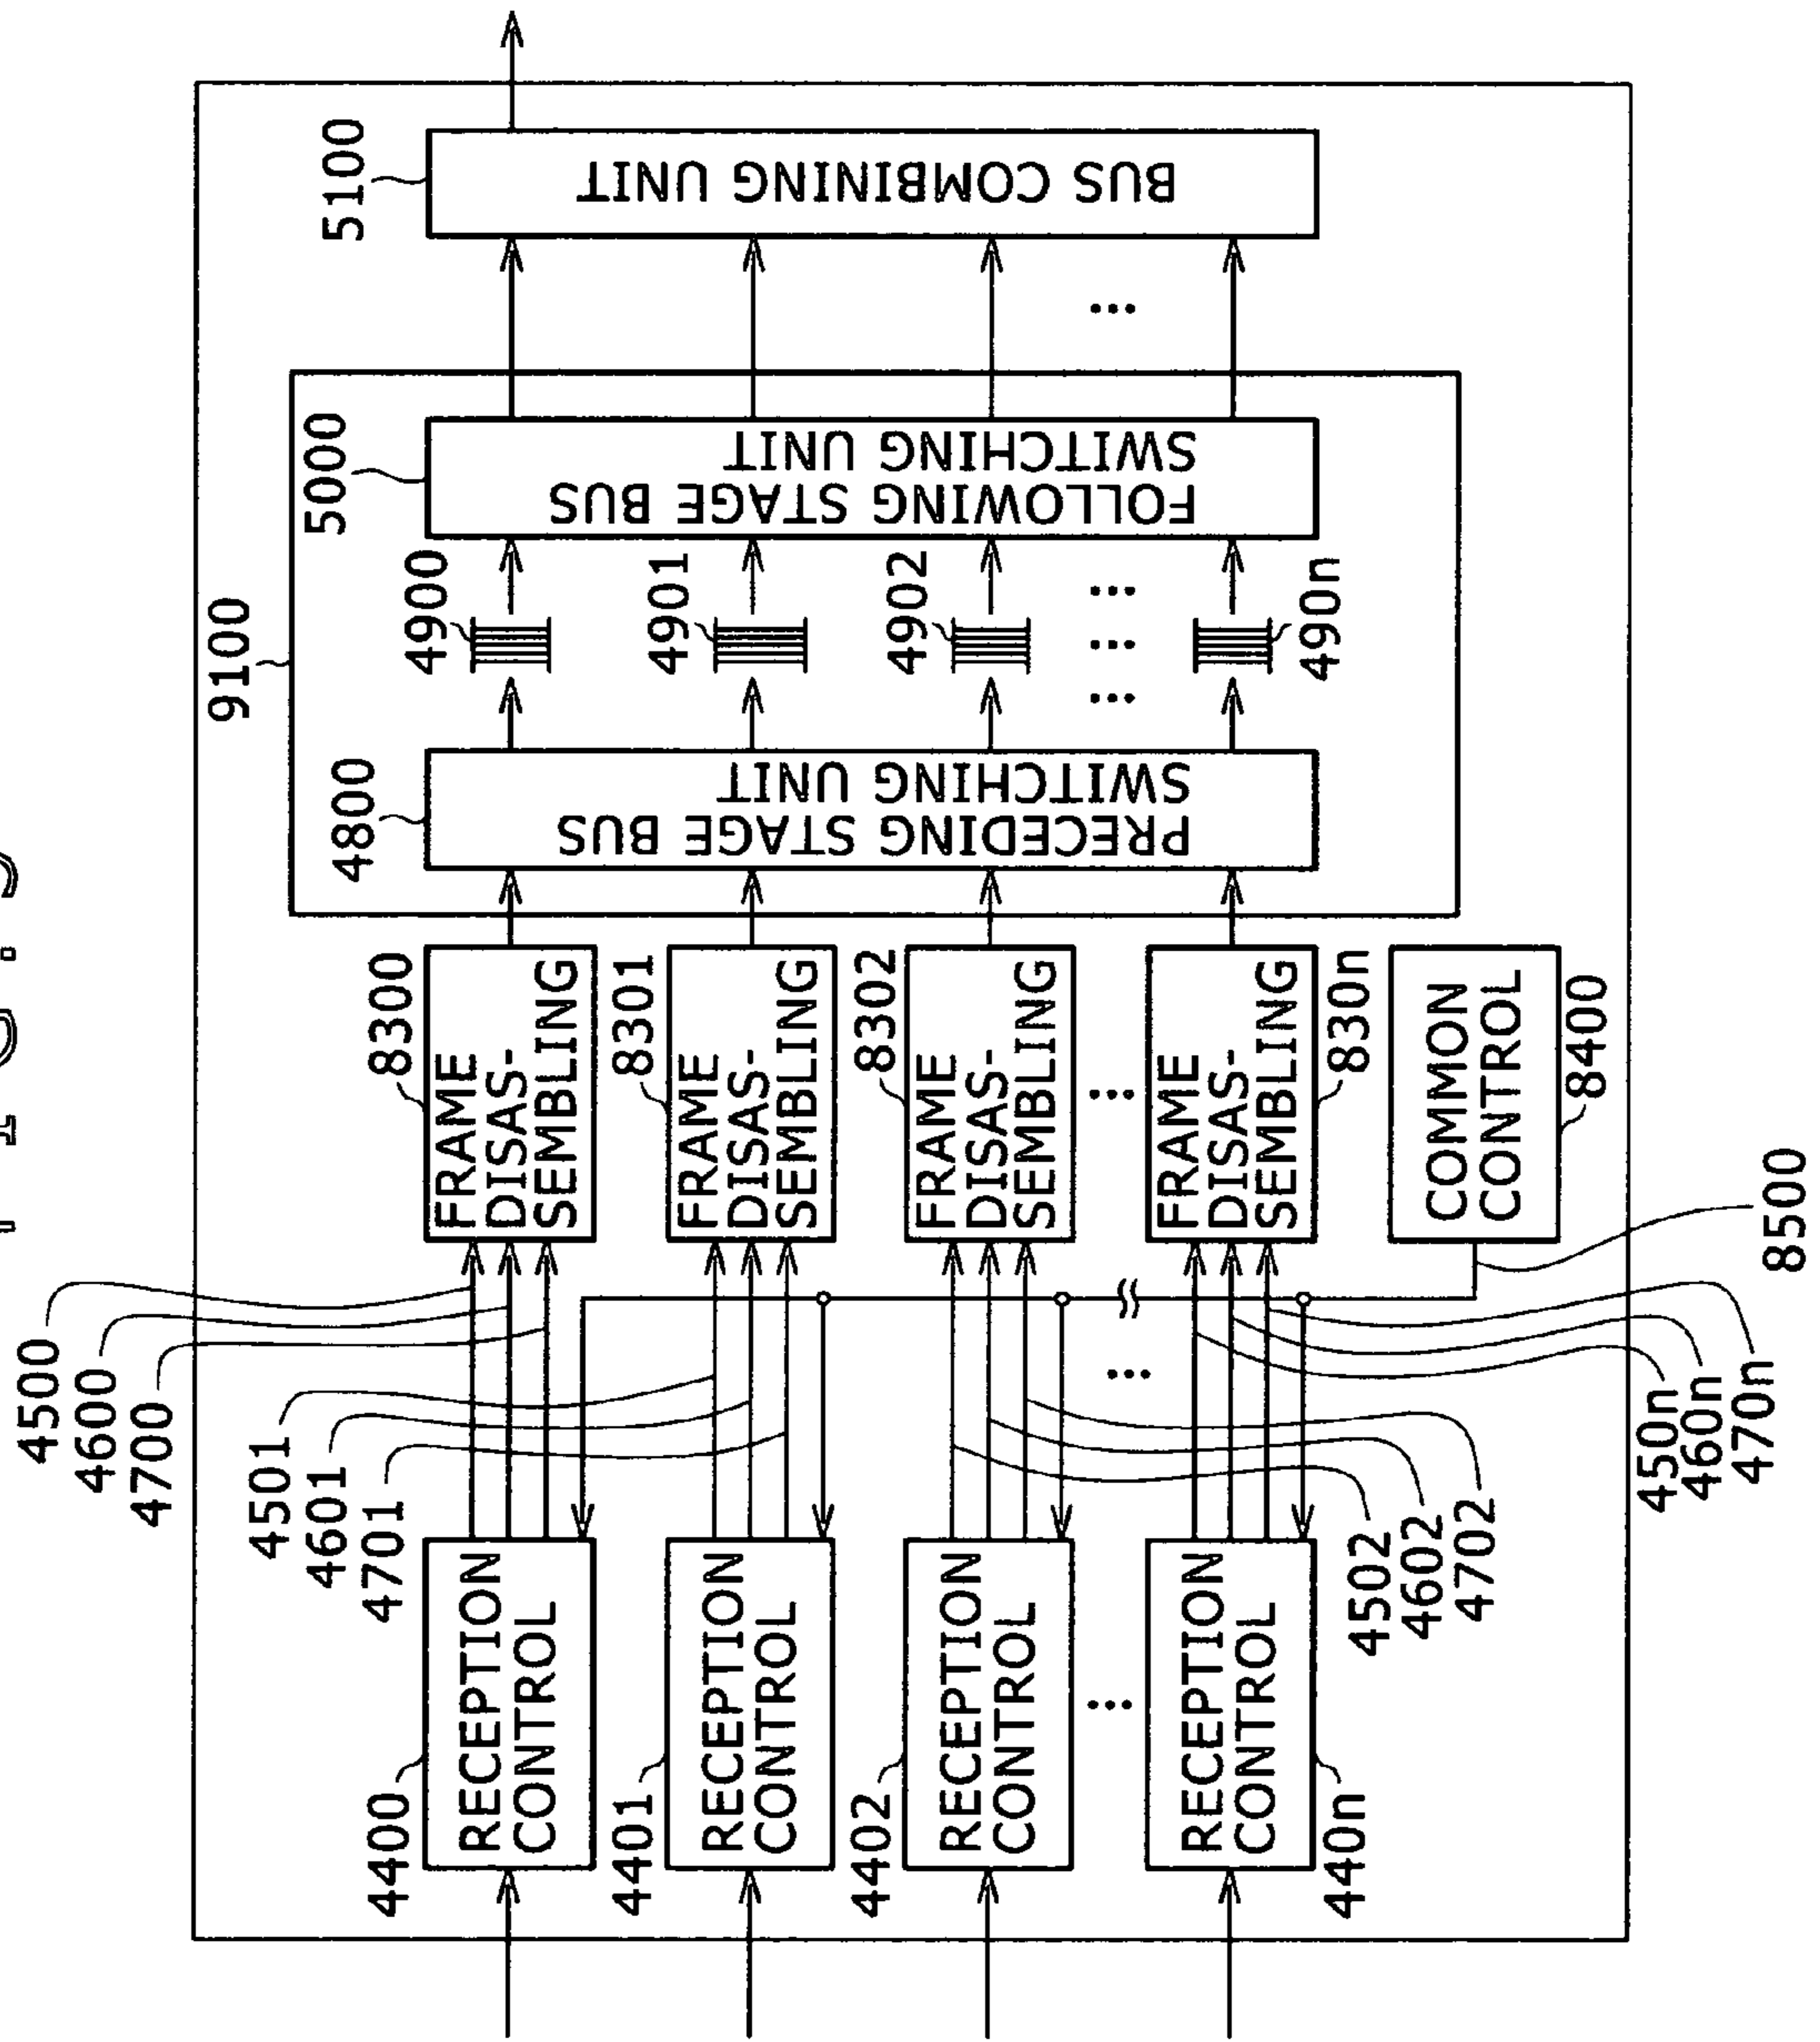 4500
4600
4700
4501
4601
4701
4400
RECEPTION
CONTROL
4401
RECEPTION
CONTROL
4402
RECEPTION
CONTROL
...
440n
RECEPTION
CONTROL
4502
4602
4702
...
450n
460n
470n
8300
FRAME
DISAS-
SEMBLING
8301
FRAME
DISAS-
SEMBLING
8302
FRAME
DISAS-
SEMBLING
...
830n
FRAME
DISAS-
SEMBLING
COMMON
CONTROL
8400
8500
9100
4800
PRECEDING STAGE BUS
SWITCHING UNIT
4900
4901
4902
...
...
...
490n
5000
FOLLOWING STAGE BUS
SWITCHING UNIT
...
5100
BUS COMBINING UNIT